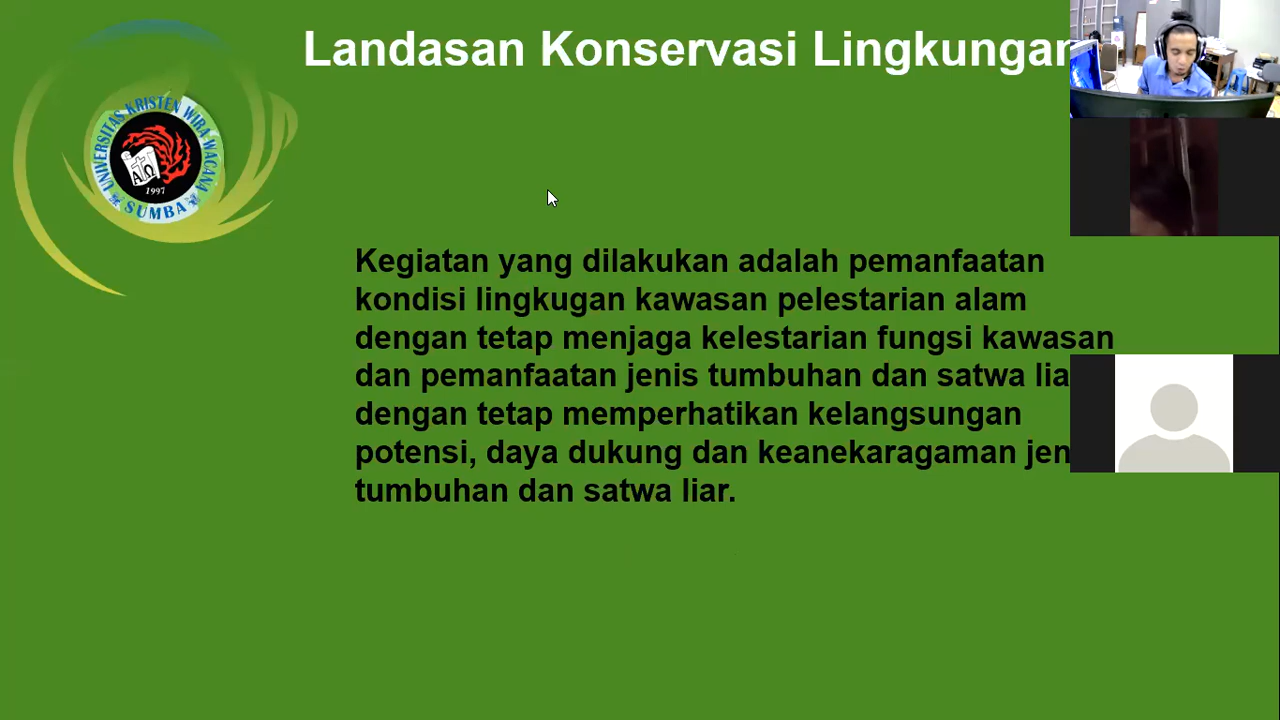 Landasan Konservasi Lingkungan
UNIVERSITAS KRISTEN WIRA WACANA
AΩ
1997
SUMBA
Kegiatan yang dilakukan adalah pemanfaatan
kondisi lingkugan kawasan pelestarian alam
dengan tetap menjaga kelestarian fungsi kawasan
dan pemanfaatan jenis tumbuhan dan satwa lia
dengan tetap memperhatikan kelangsungan
potensi, daya dukung dan keanekaragaman jen
tumbuhan dan satwa liar.